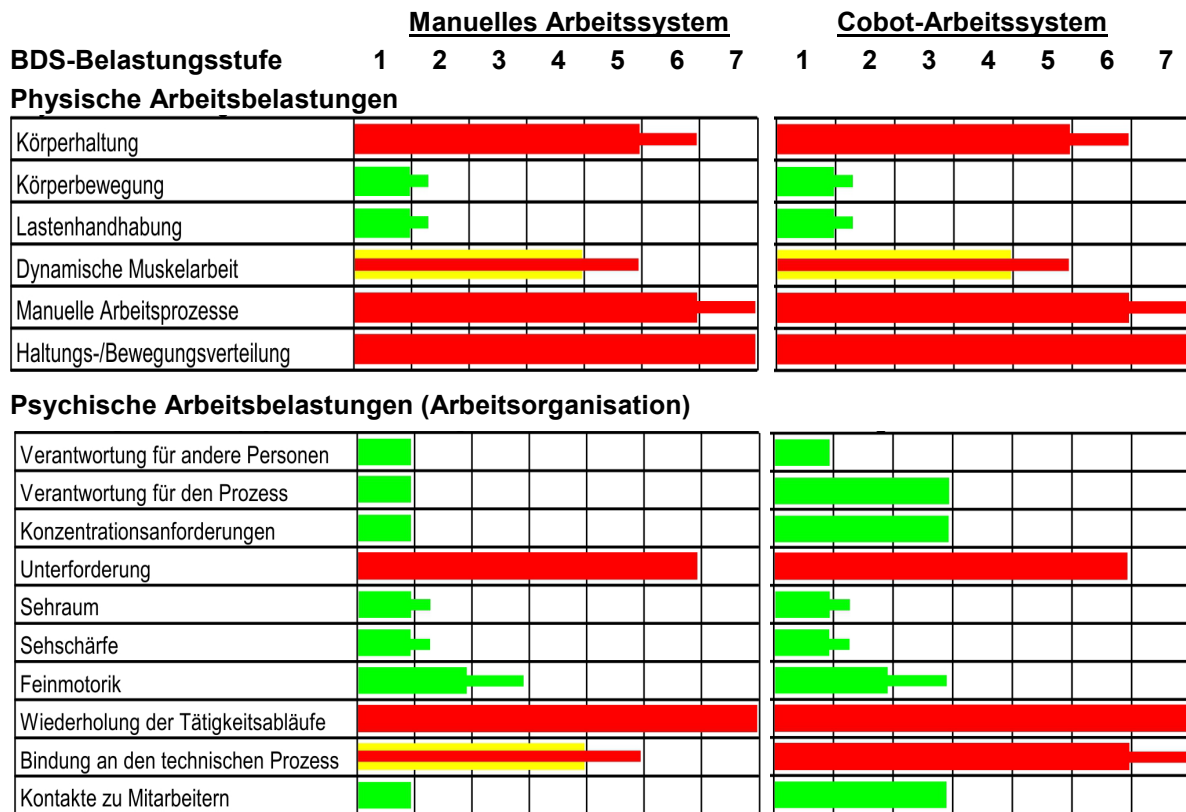 Manuelles Arbeitssystem Cobot-Arbeitssystem
BDS-Belastungsstufe 1 2 3 4 5 6 7 1 2 3 4 5 6 7
Physische Arbeitsbelastungen
Körperhaltung
Körperbewegung
Lastenhandhabung
Dynamische Muskelarbeit
Manuelle Arbeitsprozesse
Haltungs-/Bewegungsverteilung
Psychische Arbeitsbelastungen (Arbeitsorganisation)
Verantwortung für andere Personen
Verantwortung für den Prozess
Konzentrationsanforderungen
Unterforderung
Sehraum
Sehschärfe
Feinmotorik
Wiederholung der Tätigkeitsabläufe
Bindung an den technischen Prozess
Kontakte zu Mitarbeitern